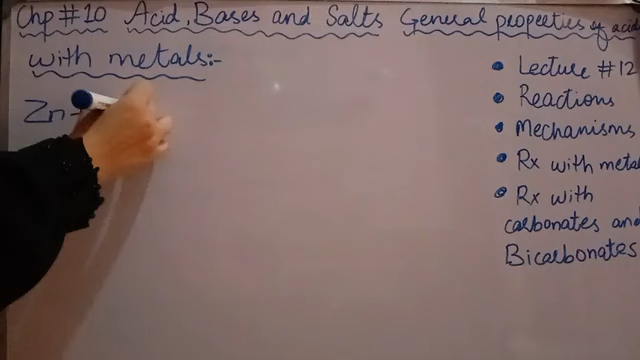 Chp #10 Acid, Bases and Salts General properties of acid
with metals:-
Zn+
• Lecture #12
• Reactions
• Mechanisms
• Rx with metal
• Rx with
carbonates and
Bicarbonates